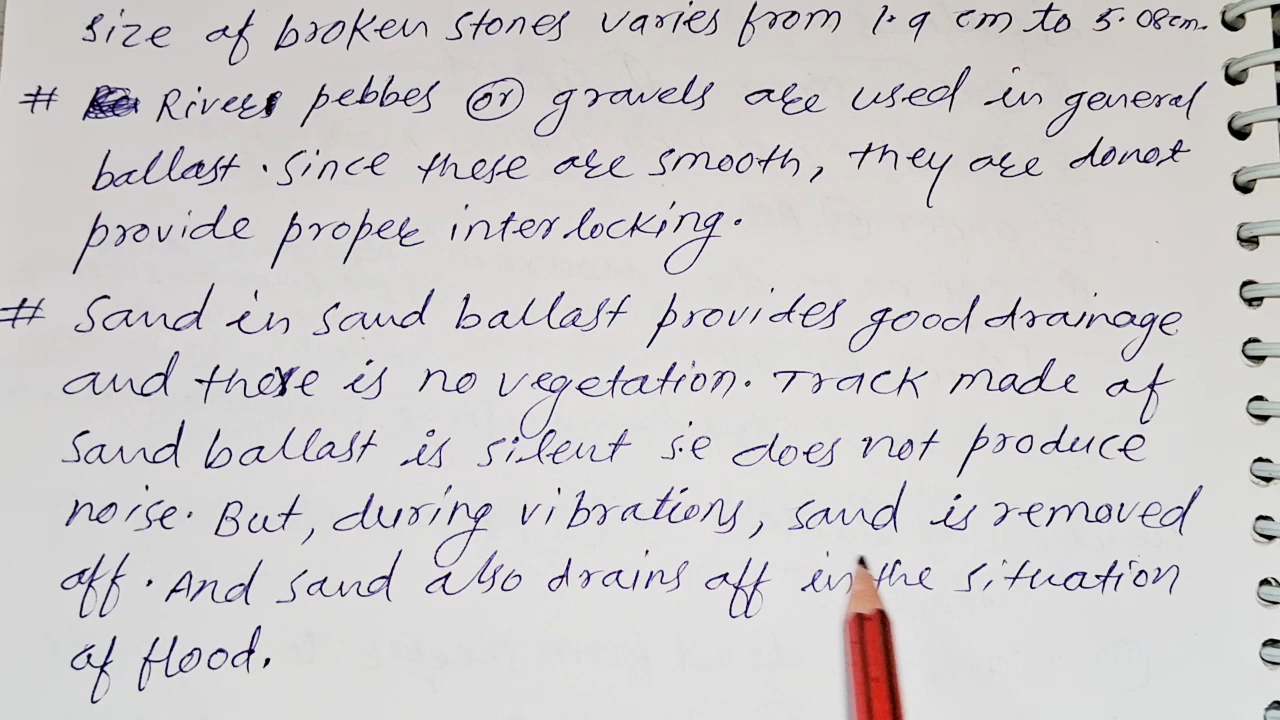 size of broken stones varies from 1.9 cm to 5.08cm.
# Rivers pebbes or gravels are used in general
ballast. Since these are smooth, they are donot
provide proper interlocking.
# Sand in sand ballast provides good drainage
and there is no vegetation. Track made of
Sand ballast is silent i.e does not produce
noise. But, during vibrations, sand is removed
off. And sand also drains off in the situation
of flood.